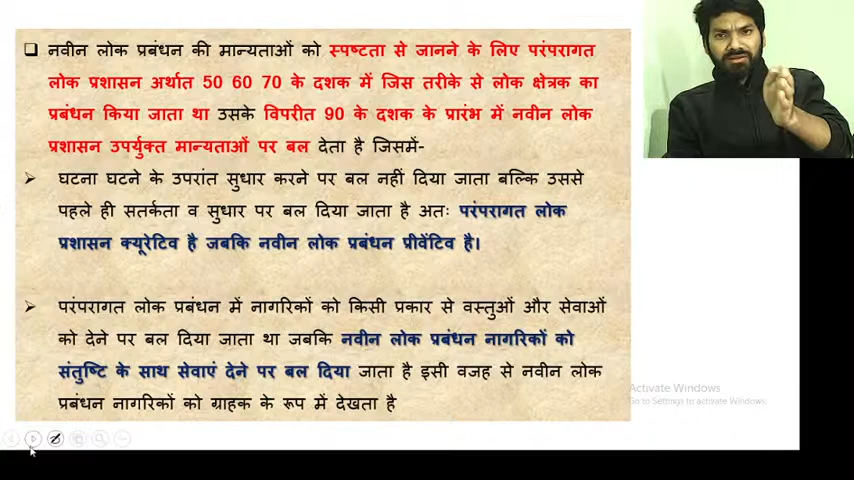 ❑ नवीन लोक प्रबंधन की मान्यताओं को स्पष्टता से जानने के लिए परंपरागत
लोक प्रशासन अर्थात 50 60 70 के दशक में जिस तरीके से लोक क्षेत्रक का
प्रबंधन किया जाता था उसके विपरीत 90 के दशक के प्रारंभ में नवीन लोक
प्रशासन उपर्युक्त मान्यताओं पर बल देता है जिसमें-
➢ घटना घटने के उपरांत सुधार करने पर बल नहीं दिया जाता बल्कि उससे
पहले ही सतर्कता व सुधार पर बल दिया जाता है अतः परंपरागत लोक
प्रशासन क्यूरेटिव है जबकि नवीन लोक प्रबंधन प्रीवेंटिव है।
➢ परंपरागत लोक प्रबंधन में नागरिकों को किसी प्रकार से वस्तुओं और सेवाओं
को देने पर बल दिया जाता था जबकि नवीन लोक प्रबंधन नागरिकों को
संतुष्टि के साथ सेवाएं देने पर बल दिया जाता है इसी वजह से नवीन लोक
प्रबंधन नागरिकों को ग्राहक के रूप में देखता है
Activate Windows
Go to Settings to activate Windows.